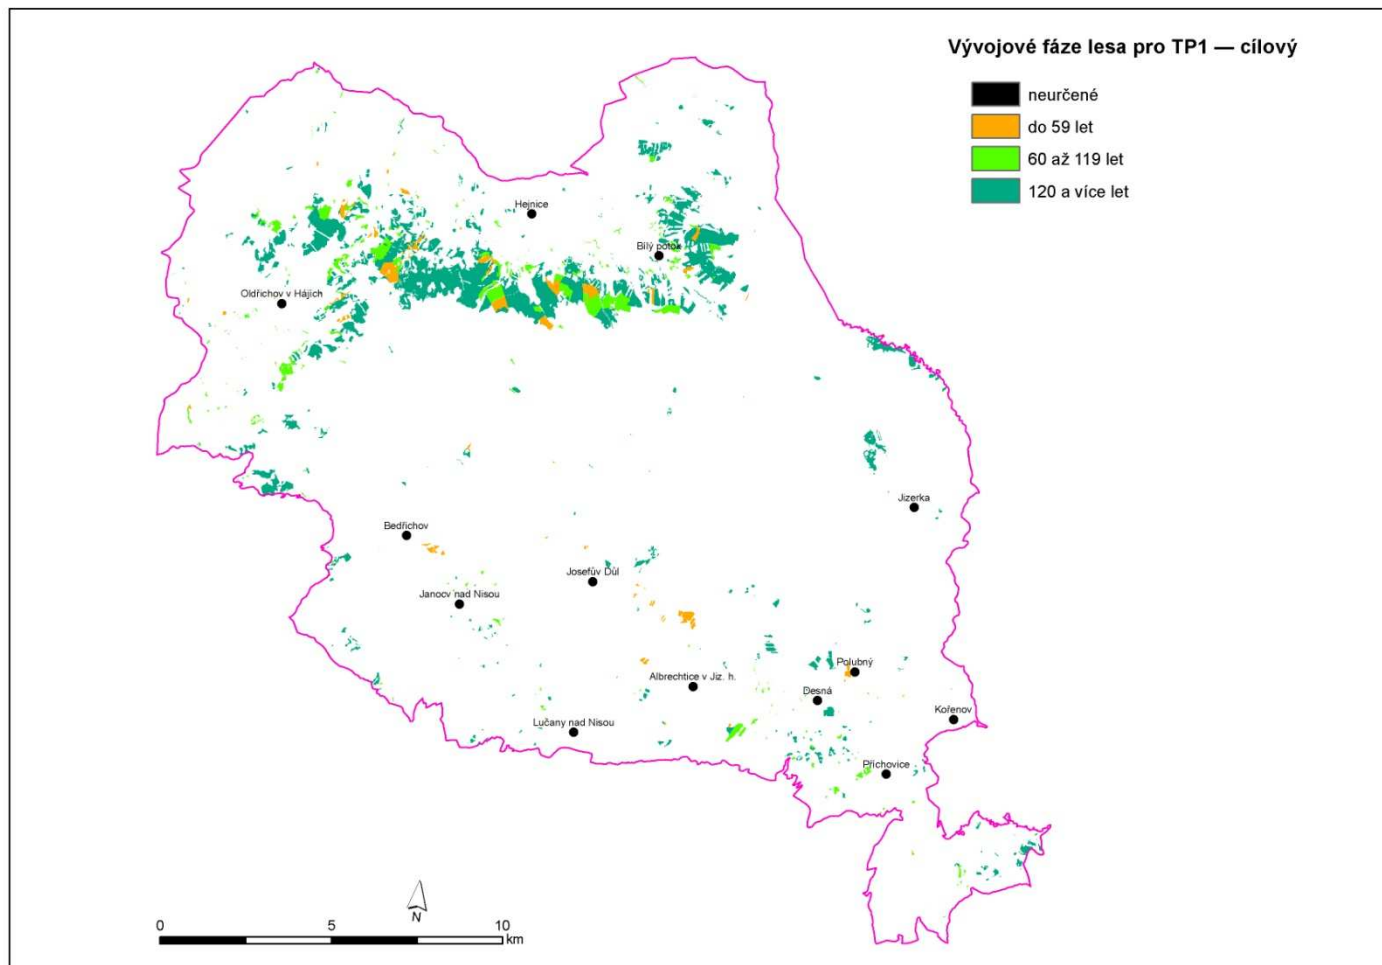 Vývojové fáze lesa pro TP1 — cílový
neurčené
do 59 let
60 až 119 let
120 a více let
Hejnice
Bílý potok
Oldřichov v Hájích
Jizerka
Bedřichov
Josefův Důl
Janocv nad Nisou
Polubný
Albrechtice v Jiz. h.
Desná
Kořenov
Lučany nad Nisou
Příchovice
N
0 5 10
km